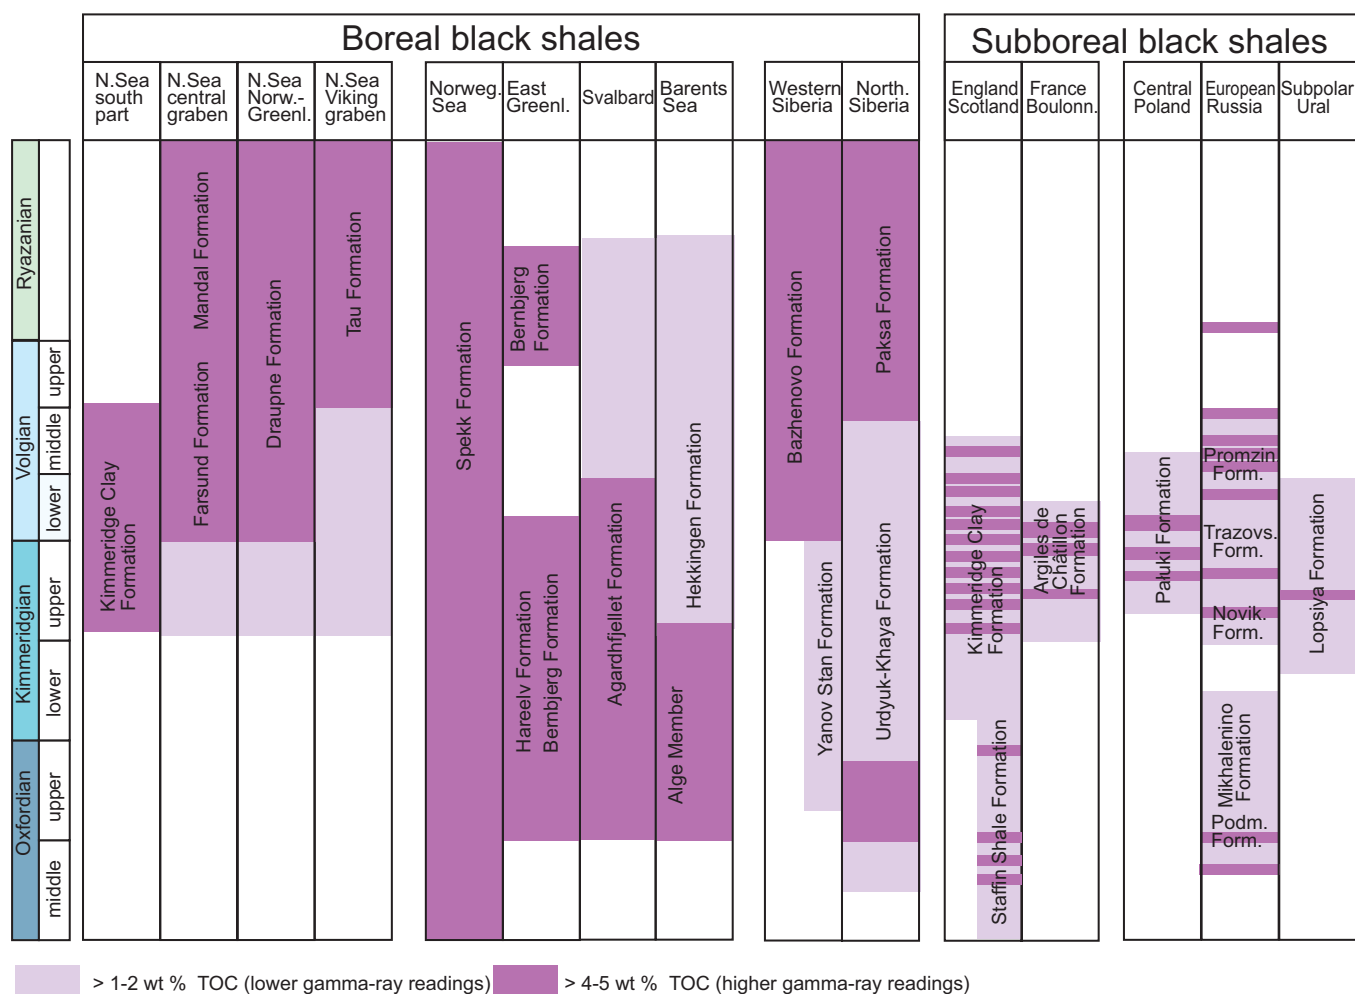 Boreal black shales
Subboreal black shales
N.Sea
south
part
N.Sea
central
graben
N.Sea
Norw.-
Greenl.
N.Sea
Viking
graben
Norweg.
Sea
East
Greenl.
Svalbard
Barents
Sea
Western
Siberia
North.
Siberia
England
Scotland
France
Boulonn.
Central
Poland
European
Russia
Subpolar
Ural
Ryazanian
Volgian
Kimmeridgian
Oxfordian
upper
middle
lower
upper
lower
upper
middle
Kimmeridge Clay
Formation
Mandal Formation
Farsund Formation
Draupne Formation
Tau Formation
Spekk Formation
Bernbjerg
Formation
Hareelv Formation
Bernbjerg Formation
Agardhfjellet Formation
Hekkingen Formation
Alge Member
Bazhenovo Formation
Yanov Stan Formation
Paksa Formation
Urdyuk-Khaya Formation
Kimmeridge Clay
Formation
Staffin Shale Formation
Argiles de
Châtillon
Formation
Pałuki Formation
Promzin
Form.
Trazovs.
Form.
Novik.
Form.
Mikhalenino
Formation
Podm.
Form.
Lopsiya Formation
> 1-2 wt % TOC (lower gamma-ray readings)
> 4-5 wt % TOC (higher gamma-ray readings)